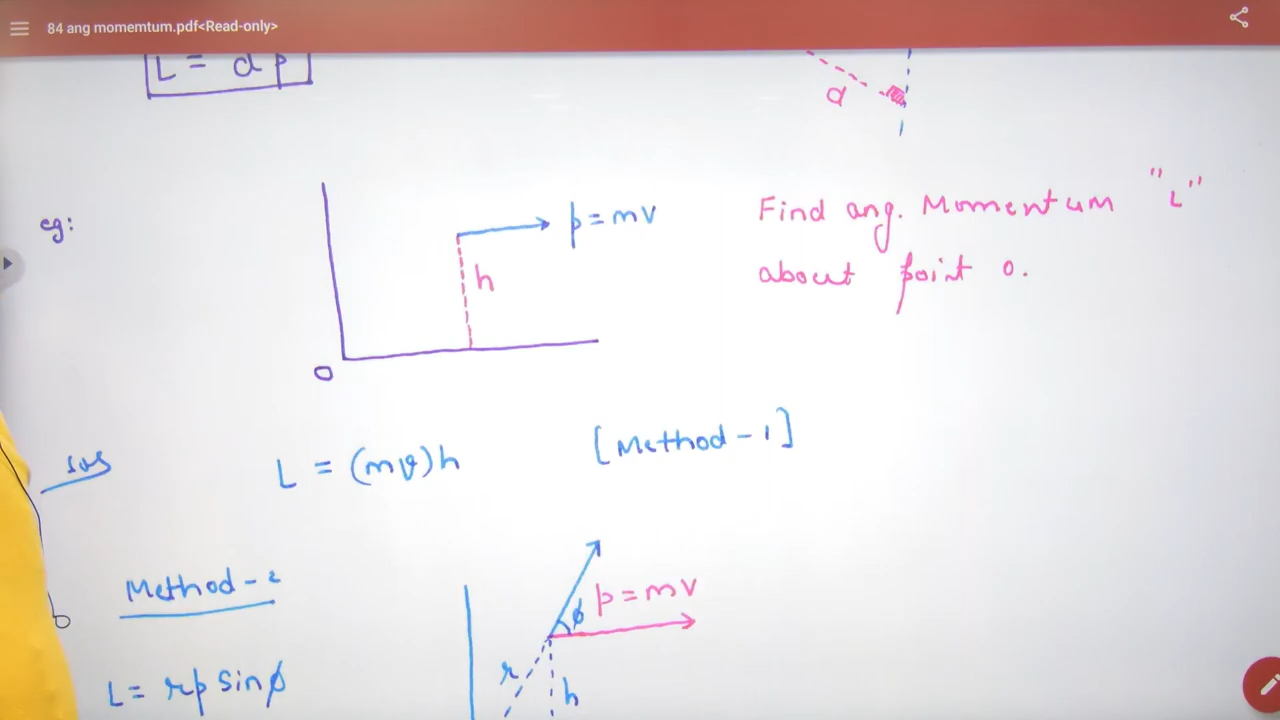 84 ang momemtum.pdf<Read-only>
L = d p
d
eg:
p = mv
h
Find ang. Momentum "L"
about point o.
O
L = (mv)h
[Method - 1]
Method - 2
p = mv
ϕ
r
h
L = rp sinϕ